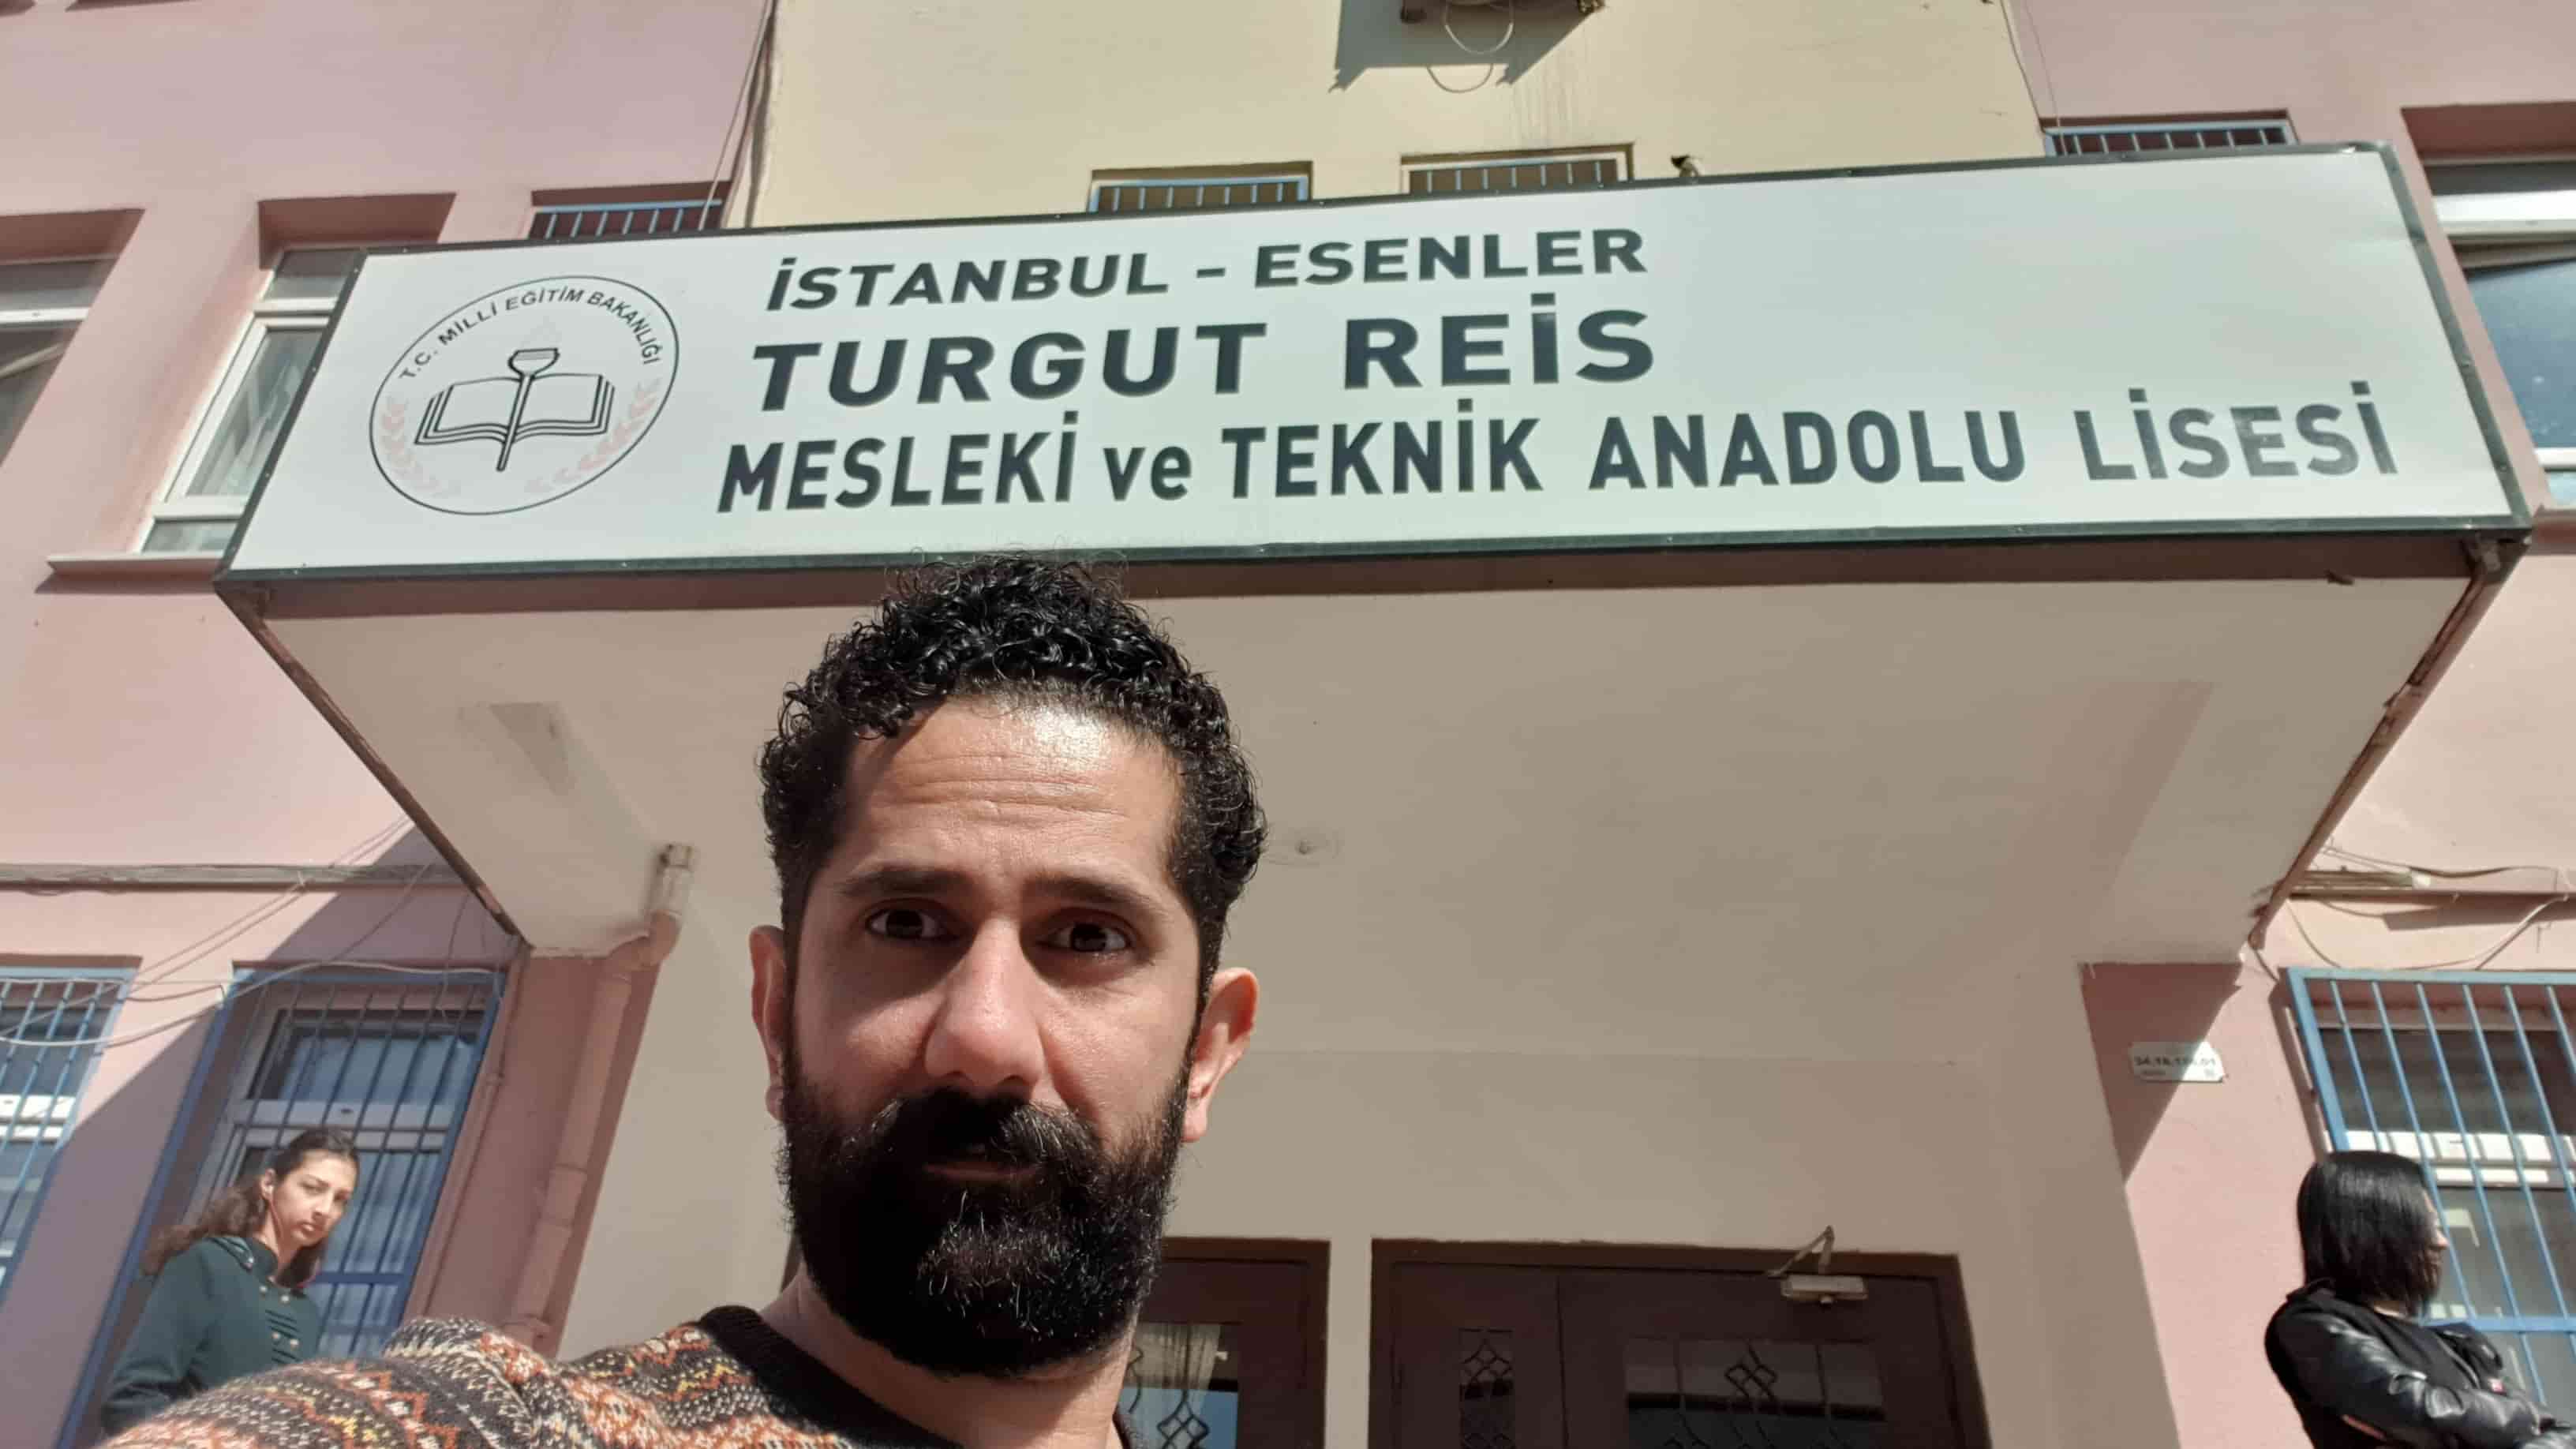 T.C. MİLLİ EĞİTİM BAKANLIĞI
İSTANBUL - ESENLER
TURGUT REİS
MESLEKİ ve TEKNİK ANADOLU LİSESİ